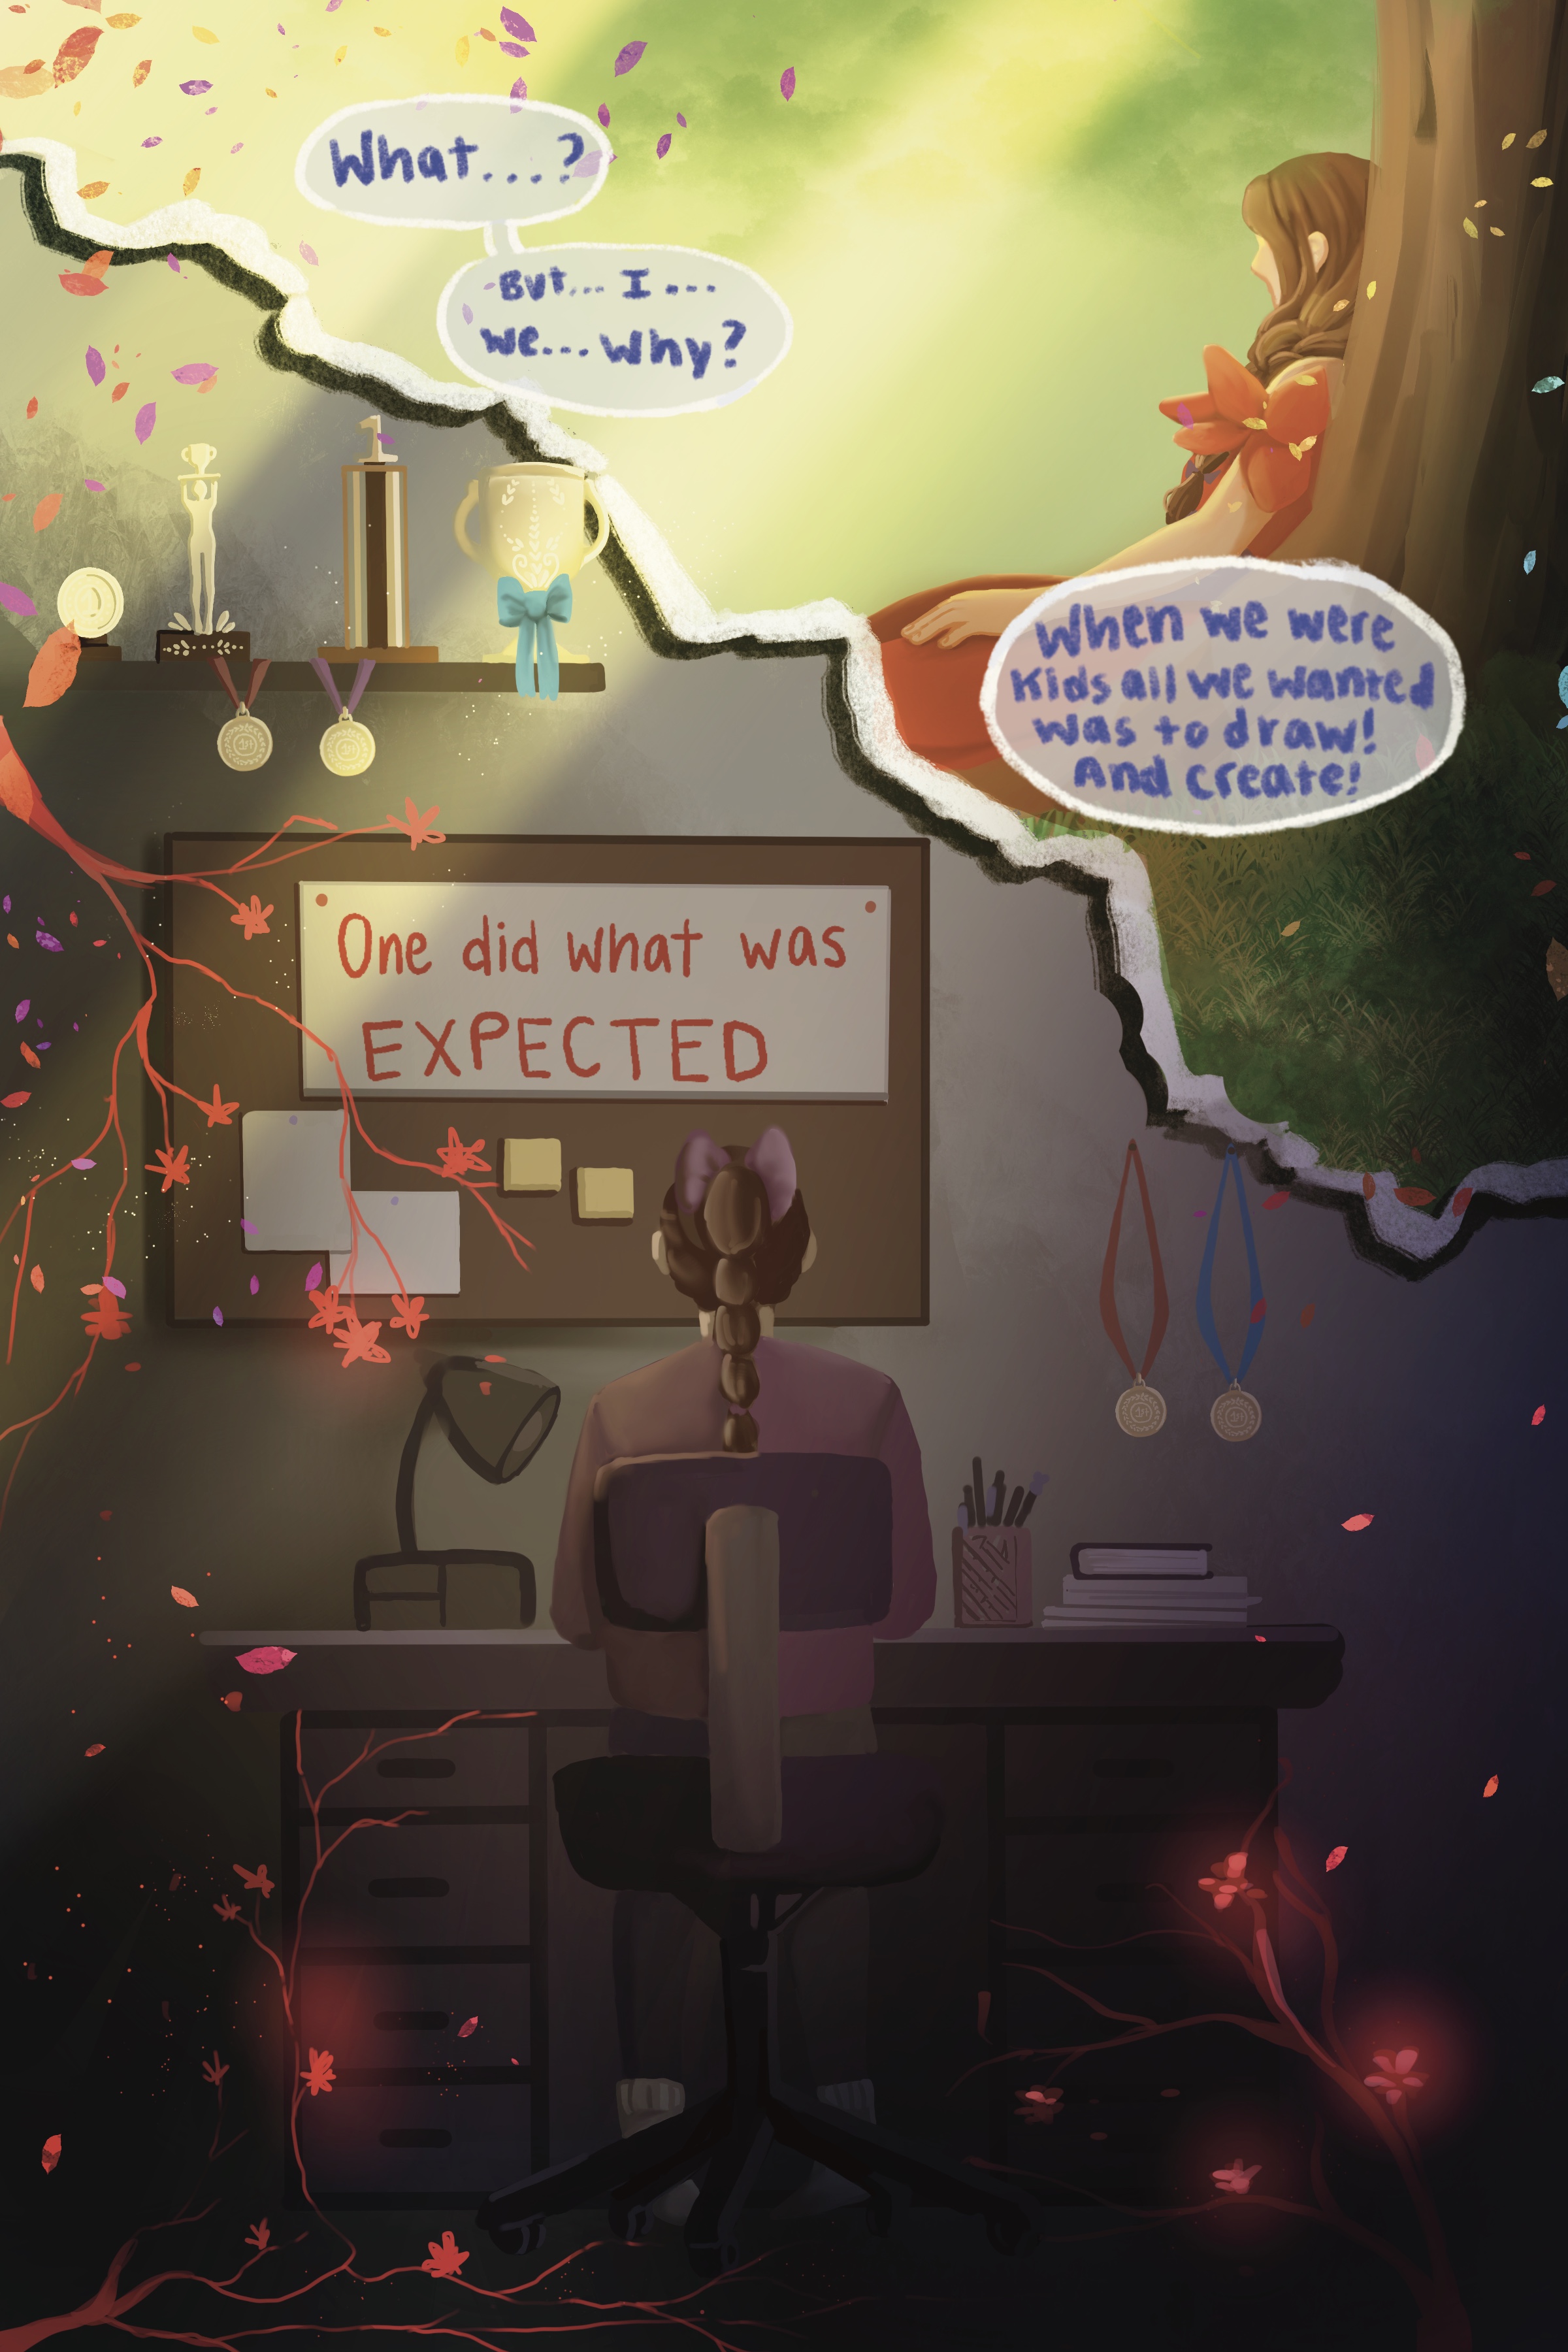 What...?
But... I...
we... Why?
1
When we were
Kids all we wanted
was to draw!
And create!
One did what was
EXPECTED